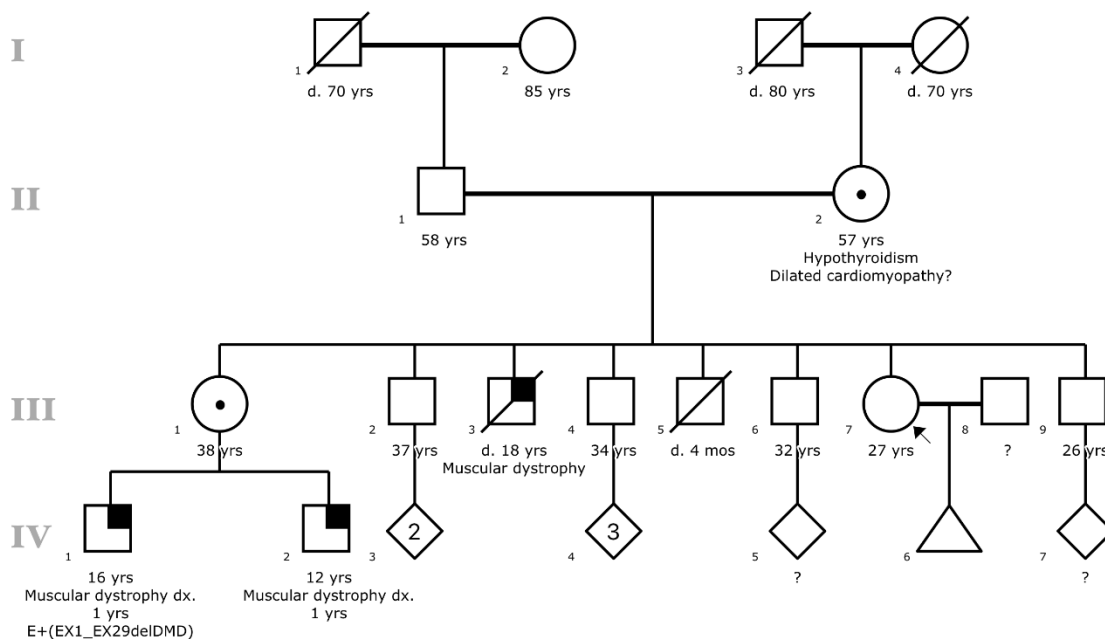 I
1
2
3
4
d. 70 yrs
85 yrs
d. 80 yrs
d. 70 yrs
II
1
2
58 yrs
57 yrs
Hypothyroidism
Dilated cardiomyopathy?
III
1
2
3
4
5
6
7
8
9
38 yrs
37 yrs
d. 18 yrs
Muscular dystrophy
34 yrs
d. 4 mos
32 yrs
27 yrs
?
26 yrs
IV
1
2
2
3
3
4
5
6
7
16 yrs
Muscular dystrophy dx.
1 yrs
E+(EX1_EX29delDMD)
12 yrs
Muscular dystrophy dx.
1 yrs
?
?